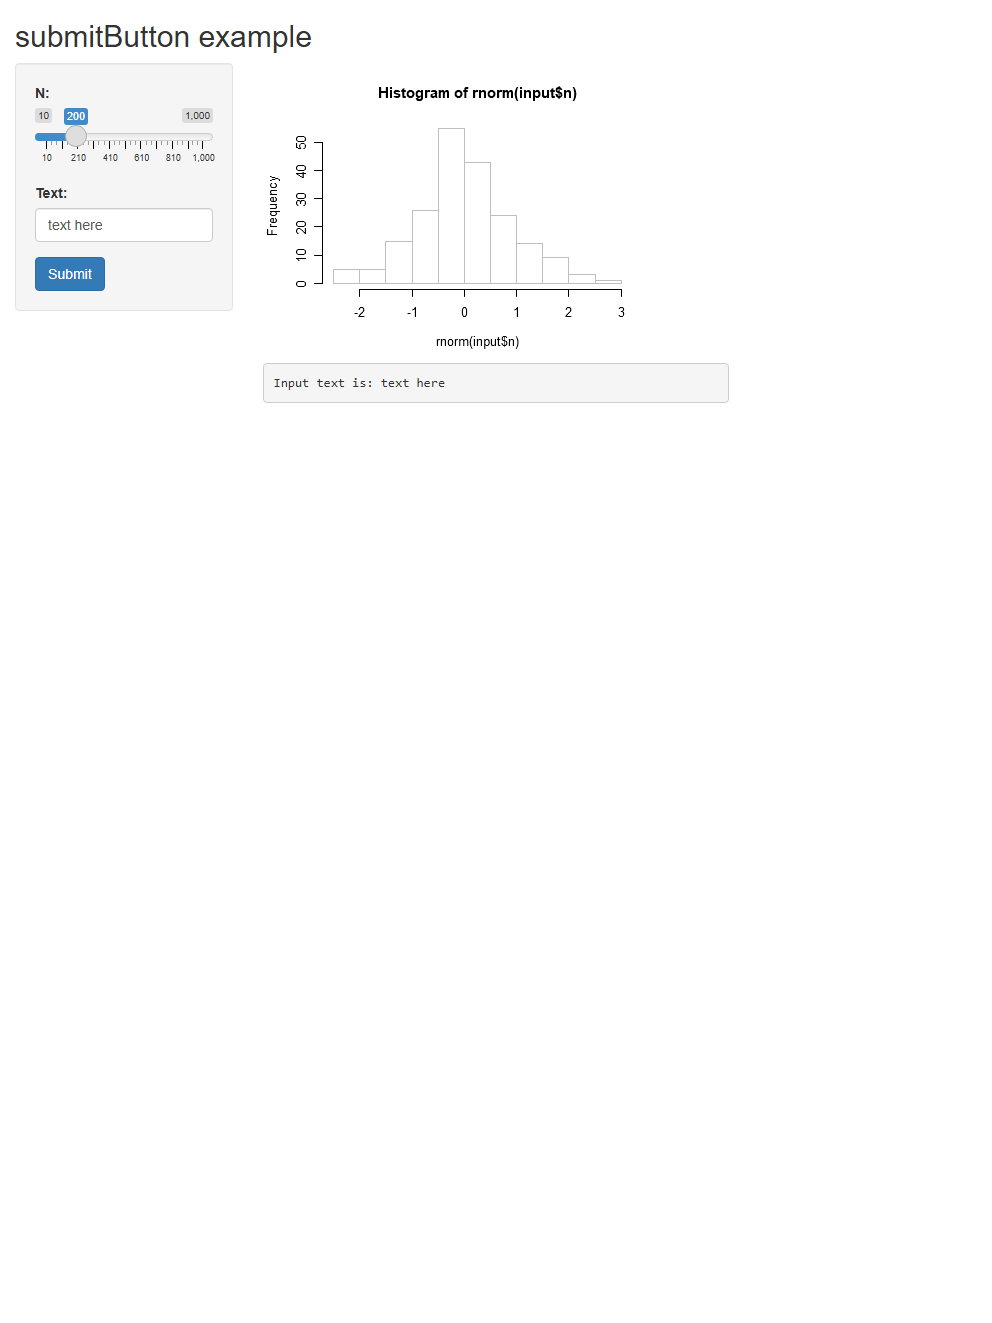 submitButton example
N:
10 200 1,000
10 210 410 610 810 1,000
Text:
text here
Submit
Histogram of rnorm(input$n)
Frequency
50
40
30
20
10
0
-2 -1 0 1 2 3
rnorm(input$n)
Input text is: text here